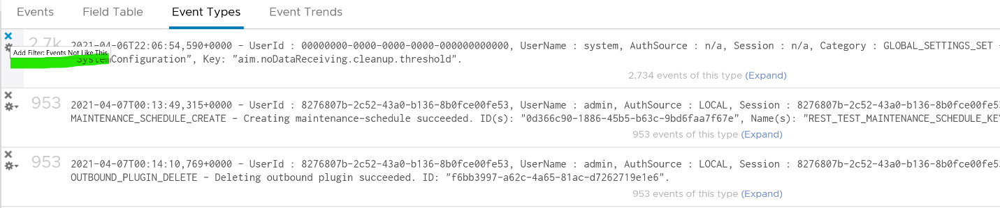 Events Field Table Event Types Event Trends
2.7k 2021-04-06T22:06:54,590+0000 - UserId : 00000000-0000-0000-0000-000000000000, UserName : system, AuthSource : n/a, Session : n/a, Category : GLOBAL_SETTINGS_SET -
Add Filter: Events Not Like This
"SystemConfiguration", Key: "aim.noDataReceiving.cleanup.threshold".
2,734 events of this type (Expand)
953 2021-04-07T00:13:49,315+0000 - UserId : 8276807b-2c52-43a0-b136-8b0fce00fe53, UserName : admin, AuthSource : LOCAL, Session : 8276807b-2c52-43a0-b136-8b0fce00fe53
MAINTENANCE_SCHEDULE_CREATE - Creating maintenance-schedule succeeded. ID(s): "0d366c90-1886-45b5-b63c-9bd6faa7f67e", Name(s): "REST_TEST_MAINTENANCE_SCHEDULE_KEY
953 events of this type (Expand)
953 2021-04-07T00:14:10,769+0000 - UserId : 8276807b-2c52-43a0-b136-8b0fce00fe53, UserName : admin, AuthSource : LOCAL, Session : 8276807b-2c52-43a0-b136-8b0fce00fe53
OUTBOUND_PLUGIN_DELETE - Deleting outbound plugin succeeded. ID: "f6bb3997-a62c-4a65-81ac-d7262719e1e6".
953 events of this type (Expand)